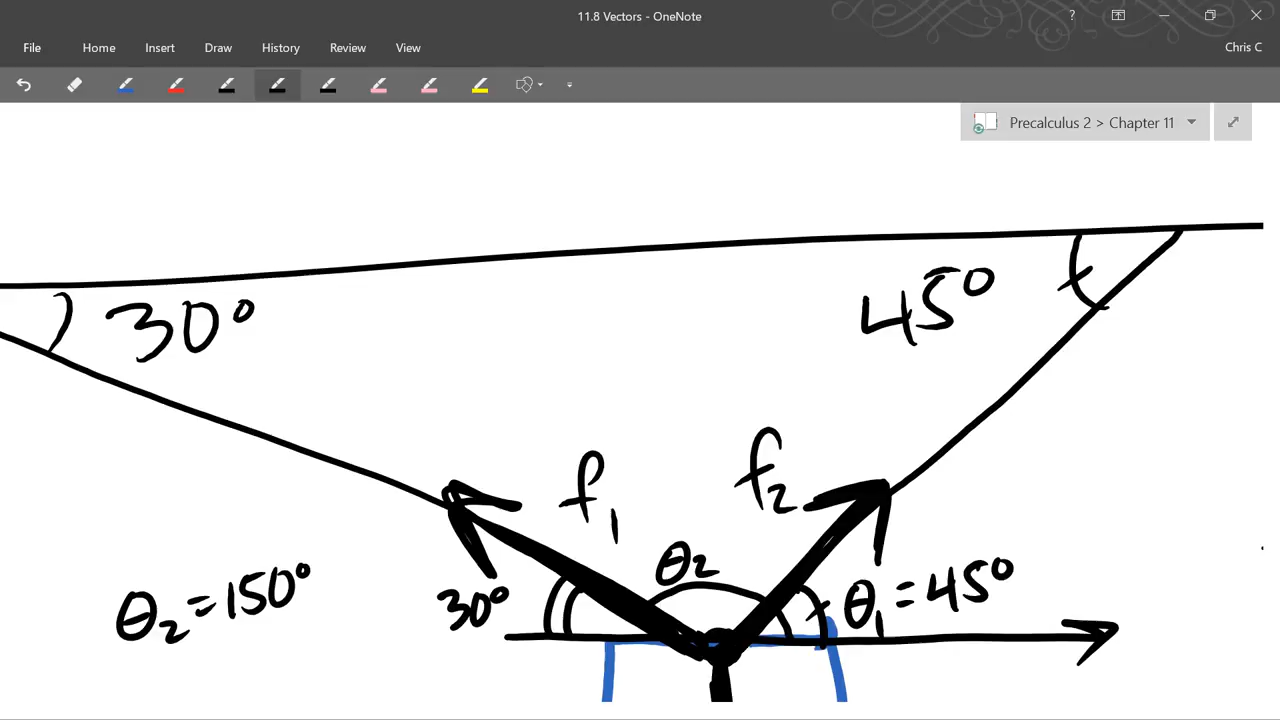 11.8 Vectors - OneNote
?
File Home Insert Draw History Review View Chris C
Precalculus 2 > Chapter 11
30°
45°
f₁
f₂
θ₂
30°
θ₁ = 45°
θ₂ = 150°